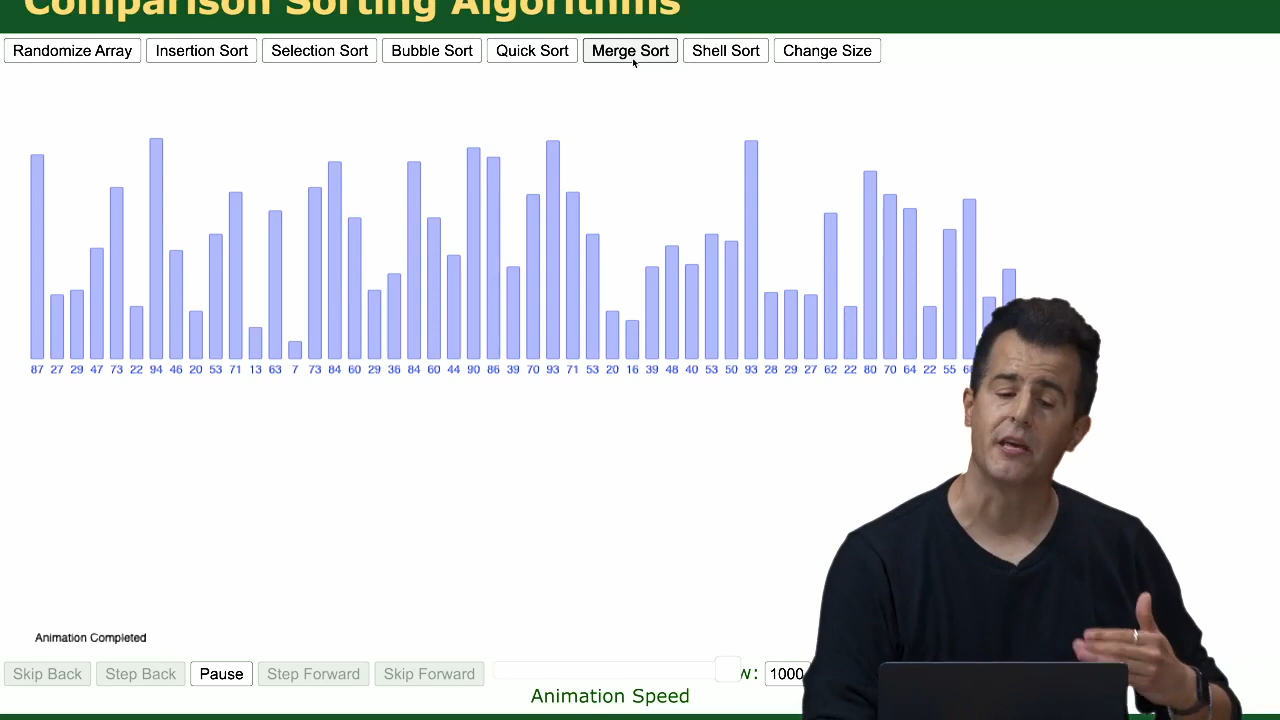 Comparison Sorting Algorithms
Randomize Array Insertion Sort Selection Sort Bubble Sort Quick Sort Merge Sort Shell Sort Change Size
87 27 29 47 73 22 94 46 20 53 71 13 63 7 73 84 60 29 36 84 60 44 90 86 39 70 93 71 53 20 16 39 48 40 53 50 93 28 29 27 62 22 80 70 64 22 55
Animation Completed
Skip Back Step Back Pause Step Forward Skip Forward w: 1000
Animation Speed